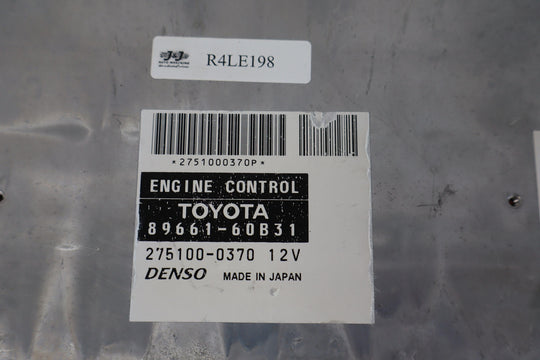 J&J
R4LE198
*2751000370P*
ENGINE CONTROL
TOYOTA
89661-60B31
275100-0370 12V
DENSO MADE IN JAPAN